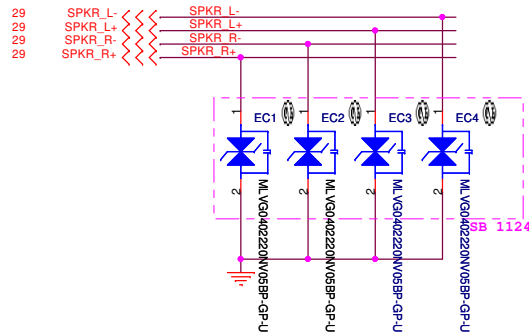 29 SPKR_L- SPKR_L-
29 SPKR_L+ SPKR_L+
29 SPKR_R- SPKR_R-
29 SPKR_R+ SPKR_R+
1 1 1 1
EC1 EC2 EC3 EC4
2 2 2 2
MLVG0402220NV05BP-GP-U
MLVG0402220NV05BP-GP-U
MLVG0402220NV05BP-GP-U
MLVG0402220NV05BP-GP-U
SB 1124